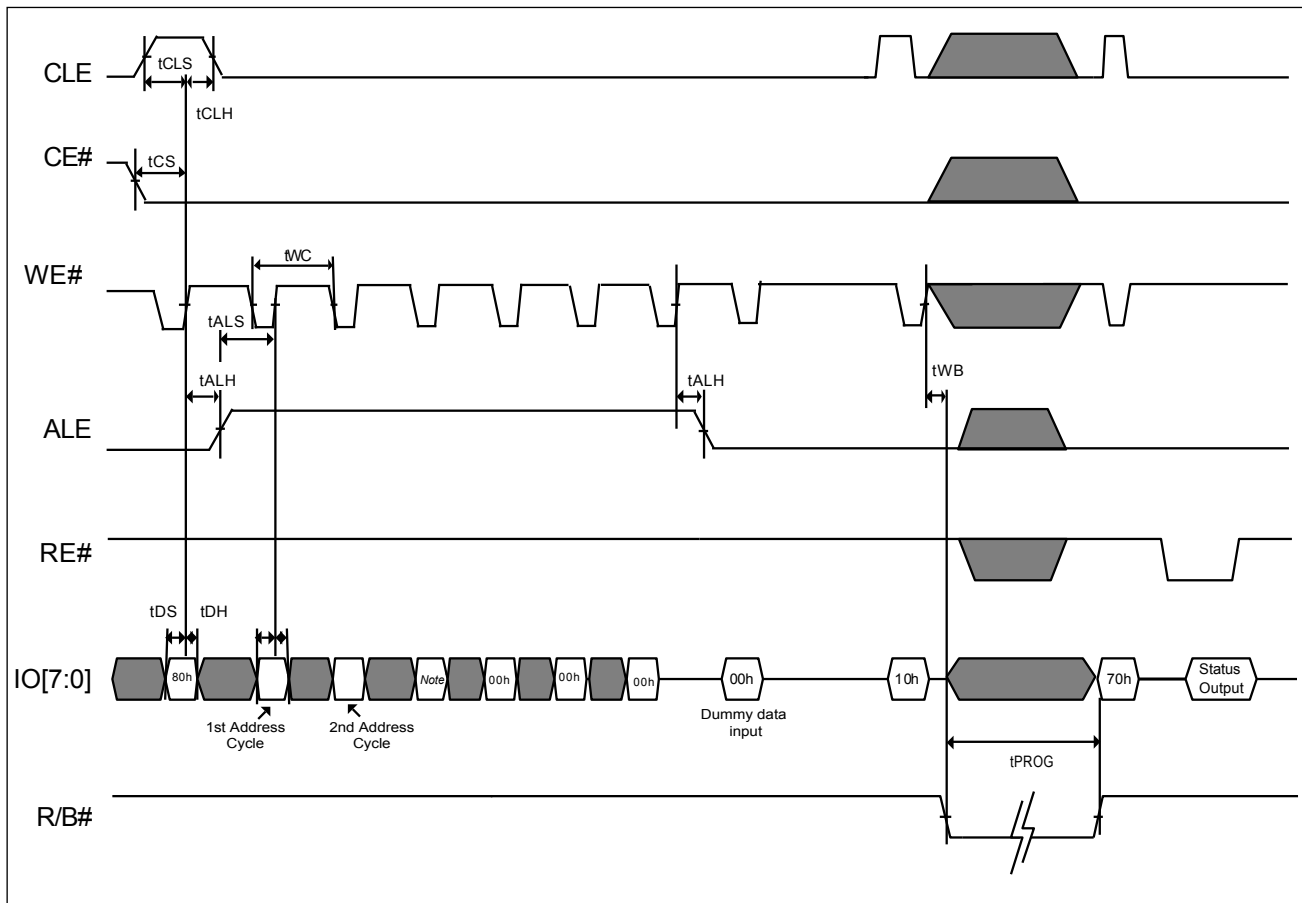 CLE
tCLS
tCLH
CE#
tCS
WE#
tWC
tALS
tALH
tALH
tWB
ALE
RE#
tDS tDH
IO[7:0]
80h
Note
00h
00h
00h
00h
10h
70h
Status
Output
1st Address
Cycle
2nd Address
Cycle
Dummy data
input
tPROG
R/B#